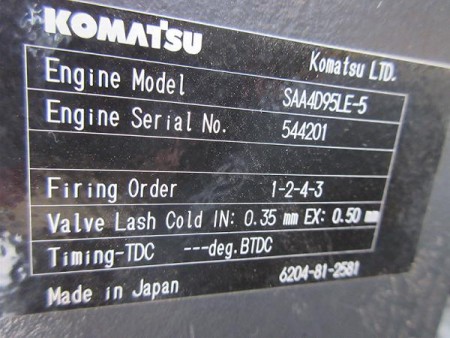 KOMATSU Komatsu LTD.
Engine Model SAA4D95LE-5
Engine Serial No. 544201
Firing Order 1-2-4-3
Valve Lash Cold IN: 0.35 mm EX: 0.50 mm
Timing-TDC ---deg.BTDC
Made in Japan 6204-81-2581